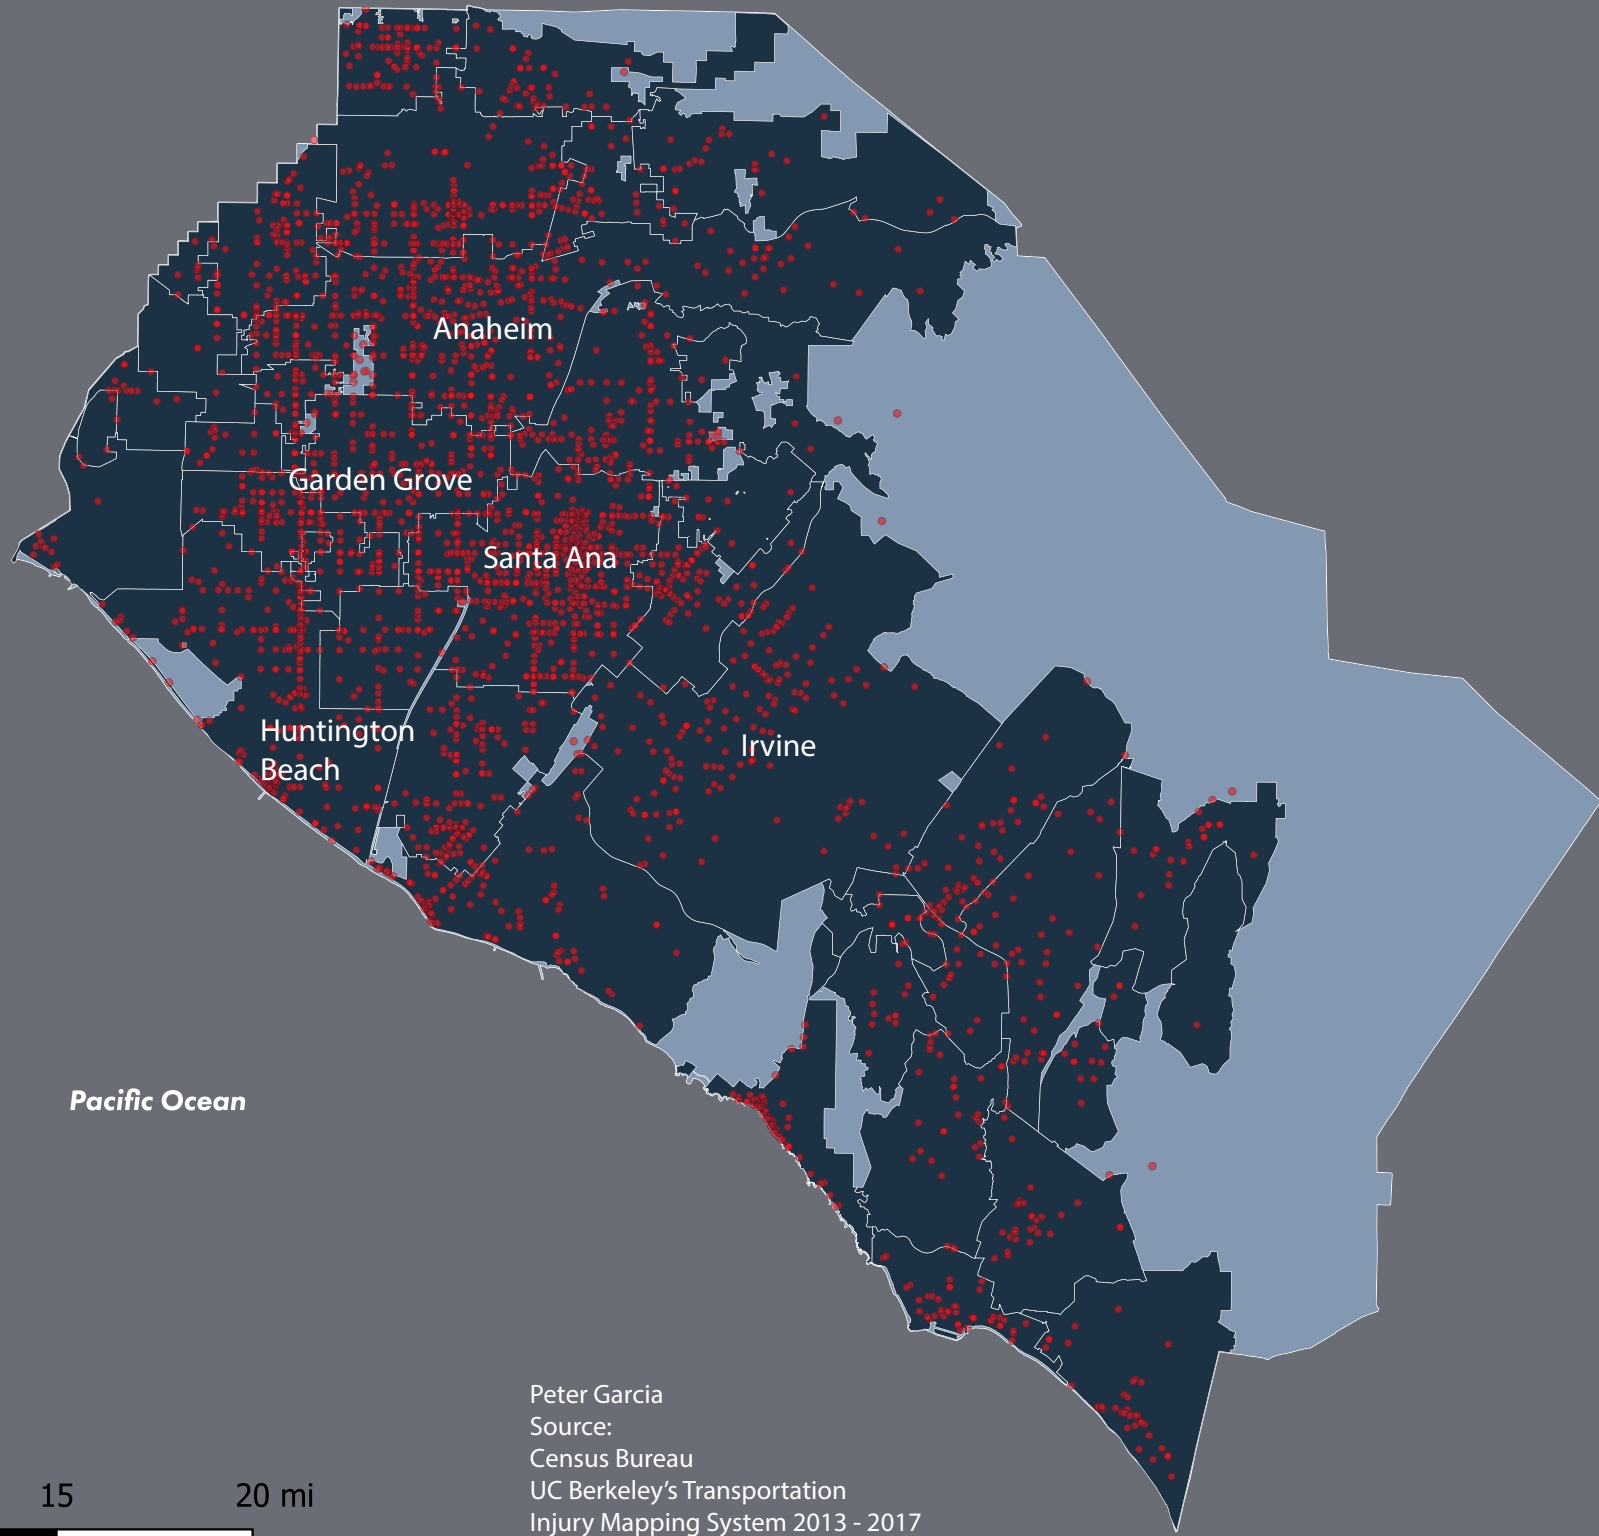 Anaheim
Garden Grove
Santa Ana
Huntington
Beach
Irvine
Pacific Ocean
Peter Garcia
Source:
Census Bureau
UC Berkeley’s Transportation
Injury Mapping System 2013 - 2017
15 20 mi